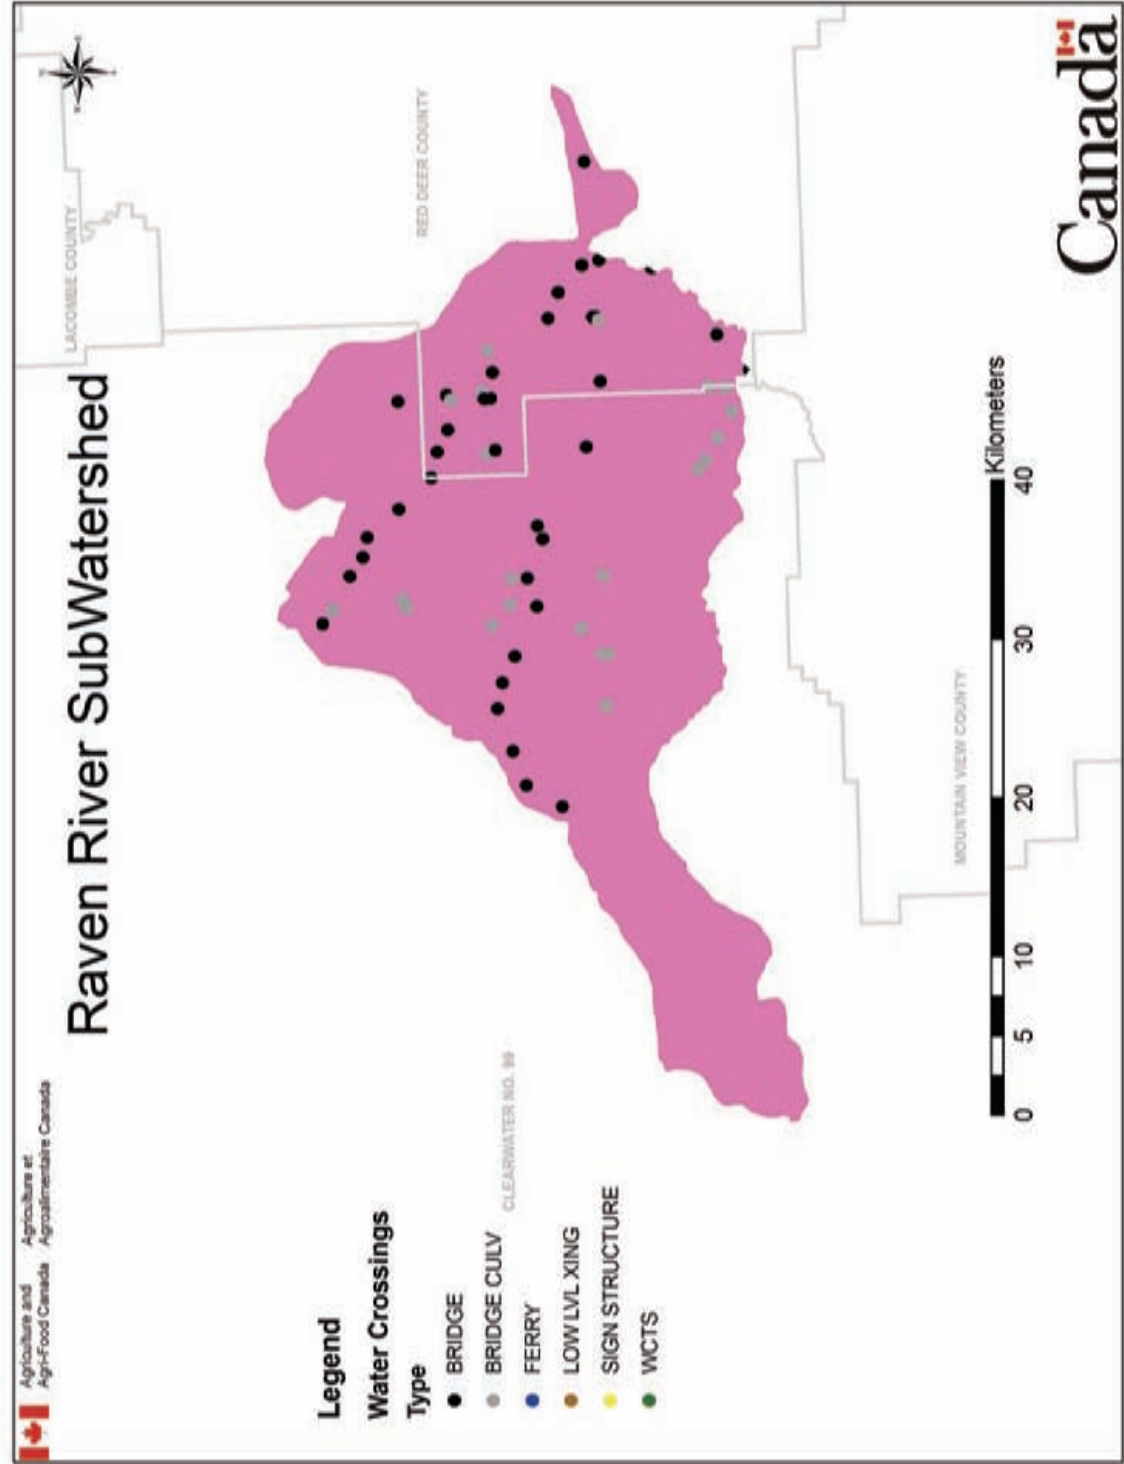 Agriculture and Agriculture et
Agri-Food Canada Agroalimentaire Canada
Raven River SubWatershed
LACOMBE COUNTY
RED DEER COUNTY
CLEARWATER NO. 99
MOUNTAIN VIEW COUNTY
Legend
Water Crossings
Type
BRIDGE
BRIDGE CULV
FERRY
LOW LVL XING
SIGN STRUCTURE
WCTS
Kilometers
0 5 10 20 30 40
Canada